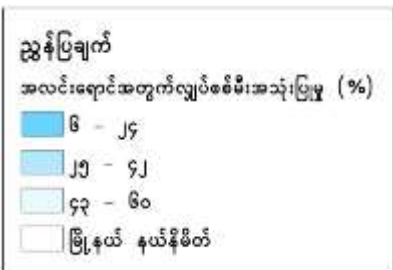 ညွှန်ပြချက်
အလင်းရောင်အတွက်လျှပ်စစ်မီးအသုံးပြုမှု (%)
၆ - ၂၄
၂၅ - ၄၂
၄၃ - ၆၀
မြို့နယ် နယ်နိမိတ်